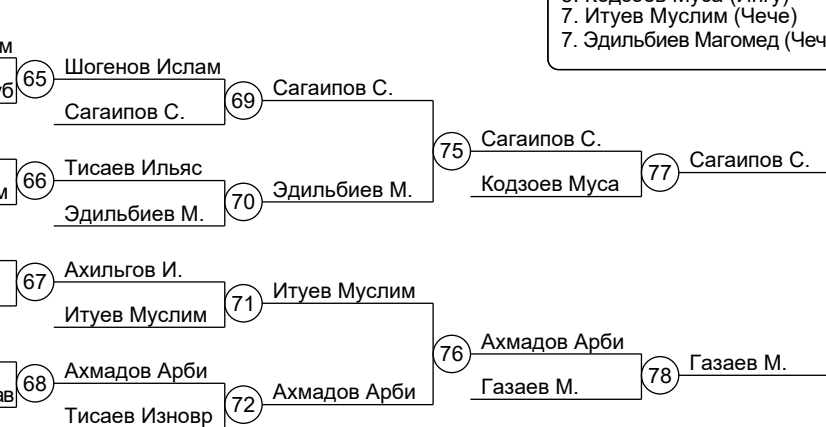 7. Итуев Муслим (Чече)
7. Эдильбиев Магомед (Чеч
65
Шогенов Ислам
Сагаипов С.
69
Сагаипов С.
75
Сагаипов С.
66
Тисаев Ильяс
Эдильбиев М.
70
Эдильбиев М.
Кодзоев Муса
77
Сагаипов С.
67
Ахильгов И.
Итуев Муслим
71
Итуев Муслим
76
Ахмадов Арби
68
Ахмадов Арби
Тисаев Изновр
72
Ахмадов Арби
Газаев М.
78
Газаев М.